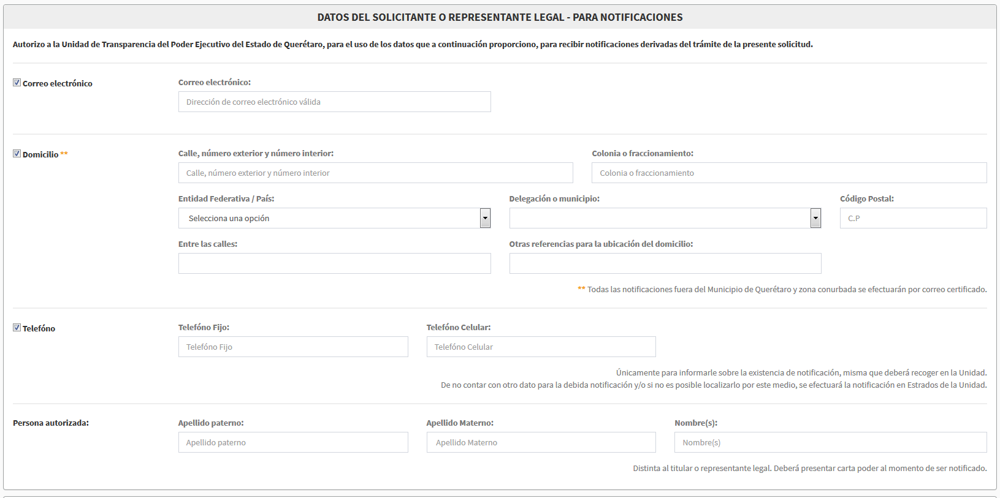 DATOS DEL SOLICITANTE O REPRESENTANTE LEGAL - PARA NOTIFICACIONES
Autorizo a la Unidad de Transparencia del Poder Ejecutivo del Estado de Querétaro, para el uso de los datos que a continuación proporciono, para recibir notificaciones derivadas del trámite de la presente solicitud.
Correo electrónico
Correo electrónico:
Dirección de correo electrónico válida
Domicilio **
Calle, número exterior y número interior:
Colonia o fraccionamiento:
Calle, número exterior y número interior
Colonia o fraccionamiento
Entidad Federativa / País:
Delegación o municipio:
Código Postal:
Selecciona una opción
C.P
Entre las calles:
Otras referencias para la ubicación del domicilio:
** Todas las notificaciones fuera del Municipio de Querétaro y zona conurbada se efectuarán por correo certificado.
Telefóno
Telefóno Fijo:
Telefóno Celular:
Telefóno Fijo
Telefóno Celular
Únicamente para informarle sobre la existencia de notificación, misma que deberá recoger en la Unidad.
De no contar con otro dato para la debida notificación y/o si no es posible localizarlo por este medio, se efectuará la notificación en Estrados de la Unidad.
Persona autorizada:
Apellido paterno:
Apellido Materno:
Nombre(s):
Apellido paterno
Apellido Materno
Nombre(s)
Distinta al titular o representante legal. Deberá presentar carta poder al momento de ser notificado.